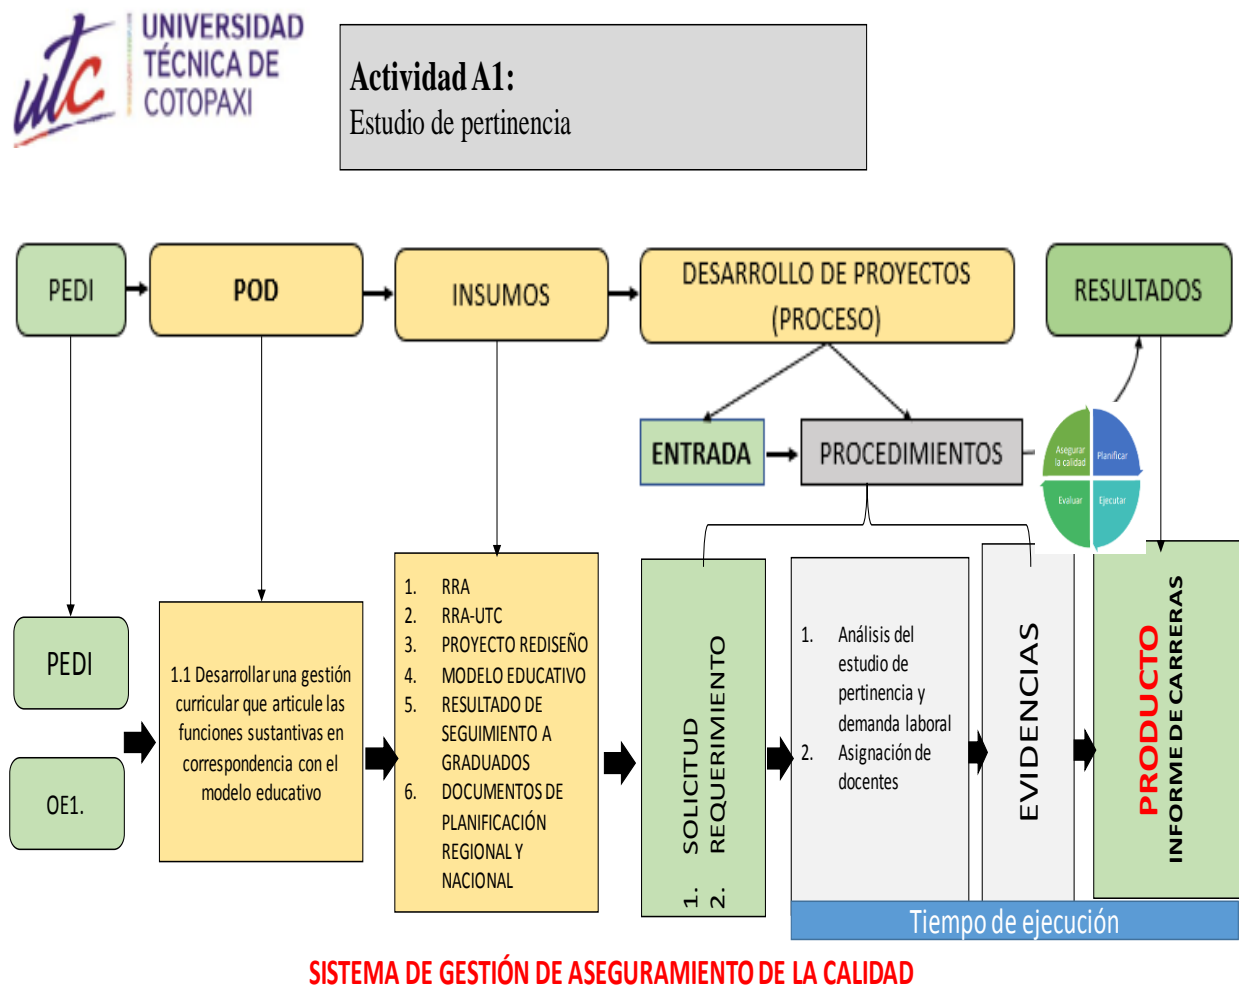 UNIVERSIDAD
TÉCNICA DE
COTOPAXI
utc
Actividad A1:
Estudio de pertinencia
PEDI
POD
INSUMOS
DESARROLLO DE PROYECTOS
(PROCESO)
RESULTADOS
ENTRADA
PROCEDIMIENTOS
Asegurar
la calidad
Planificar
Evaluar
Ejecutar
PEDI
OE1.
1.1 Desarrollar una gestión
curricular que articule las
funciones sustantivas en
correspondencia con el
modelo educativo
1. RRA
2. RRA-UTC
3. PROYECTO REDISEÑO
4. MODELO EDUCATIVO
5. RESULTADO DE
SEGUIMIENTO A
GRADUADOS
6. DOCUMENTOS DE
PLANIFICACIÓN
REGIONAL Y
NACIONAL
1. SOLICITUD
2. REQUERIMIENTO
1. Análisis del
estudio de
pertinencia y
demanda laboral
2. Asignación de
docentes
EVIDENCIAS
PRODUCTO
INFORME DE CARRERAS
Tiempo de ejecución
SISTEMA DE GESTIÓN DE ASEGURAMIENTO DE LA CALIDAD